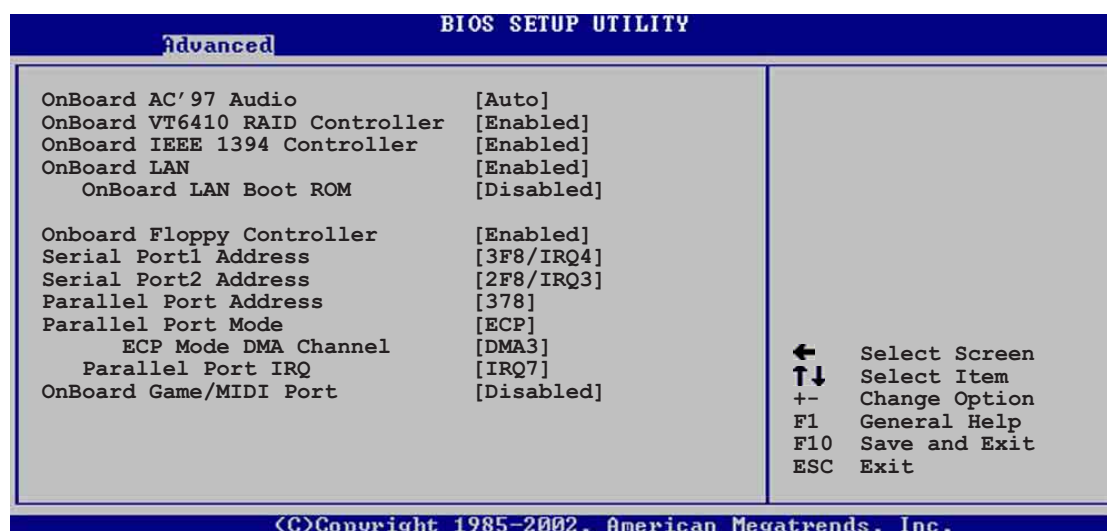 BIOS SETUP UTILITY
Advanced
OnBoard AC'97 Audio [Auto]
OnBoard VT6410 RAID Controller [Enabled]
OnBoard IEEE 1394 Controller [Enabled]
OnBoard LAN [Enabled]
OnBoard LAN Boot ROM [Disabled]
Onboard Floppy Controller [Enabled]
Serial Port1 Address [3F8/IRQ4]
Serial Port2 Address [2F8/IRQ3]
Parallel Port Address [378]
Parallel Port Mode [ECP]
ECP Mode DMA Channel [DMA3]
Parallel Port IRQ [IRQ7]
OnBoard Game/MIDI Port [Disabled]
← Select Screen
↑↓ Select Item
+- Change Option
F1 General Help
F10 Save and Exit
ESC Exit
(C)Copyright 1985-2002, American Megatrends, Inc.